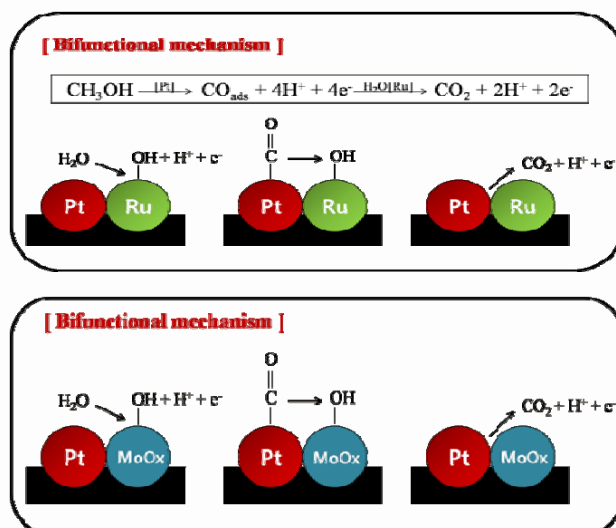 [ Bifunctional mechanism ]
CH₃OH —[Pt]→ CO_ads + 4H⁺ + 4e⁻ —H₂O[Ru]→ CO₂ + 2H⁺ + 2e⁻
H₂O OH + H⁺ + e⁻
O
C OH
CO₂ + H⁺ + e⁻
Pt Ru Pt Ru Pt Ru
[ Bifunctional mechanism ]
H₂O OH + H⁺ + e⁻
O
C OH
CO₂ + H⁺ + e⁻
Pt MoOx Pt MoOx Pt MoOx